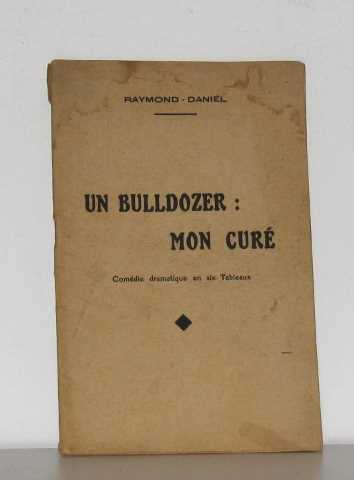 RAYMOND - DANIEL
UN BULLDOZER :
MON CURÉ
Comédie dramatique en six Tableaux